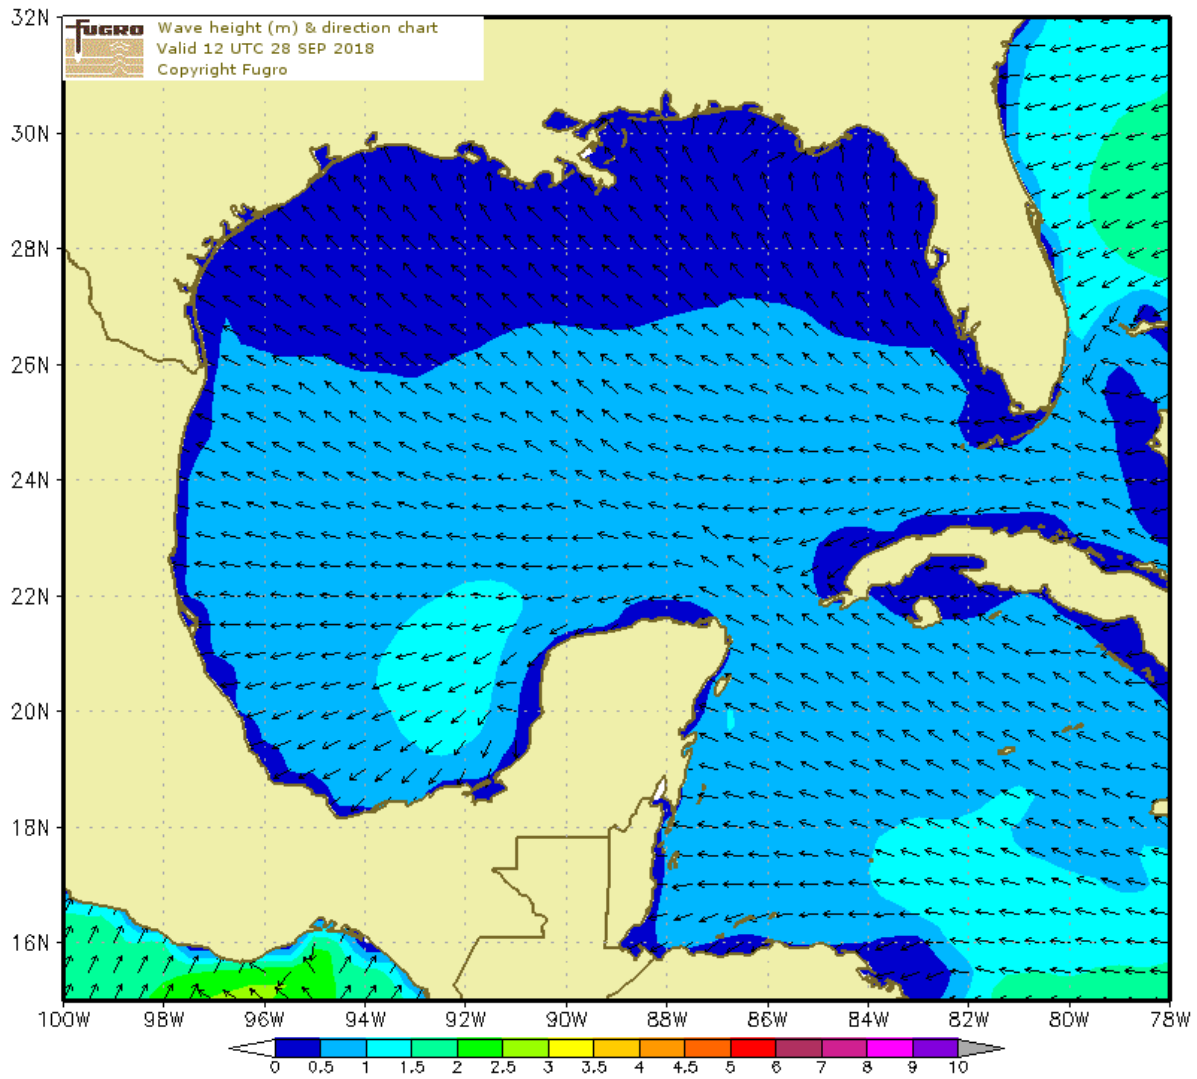 FUGRO
Wave height (m) & direction chart
Valid 12 UTC 28 SEP 2018
Copyright Fugro
32N
30N
28N
26N
24N
22N
20N
18N
16N
100W 98W 96W 94W 92W 90W 88W 86W 84W 82W 80W 78W
0 0.5 1 1.5 2 2.5 3 3.5 4 4.5 5 6 7 8 9 10